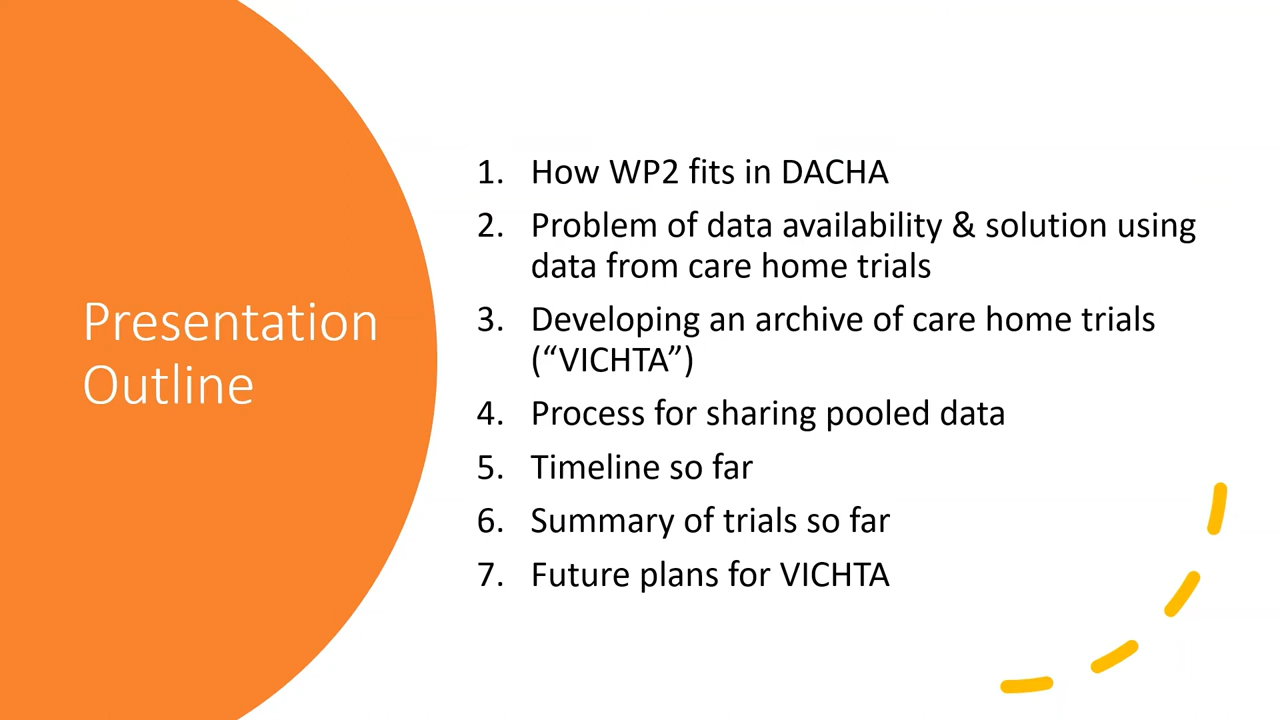 Presentation
Outline
1. How WP2 fits in DACHA
2. Problem of data availability & solution using
data from care home trials
3. Developing an archive of care home trials
(“VICHTA”)
4. Process for sharing pooled data
5. Timeline so far
6. Summary of trials so far
7. Future plans for VICHTA